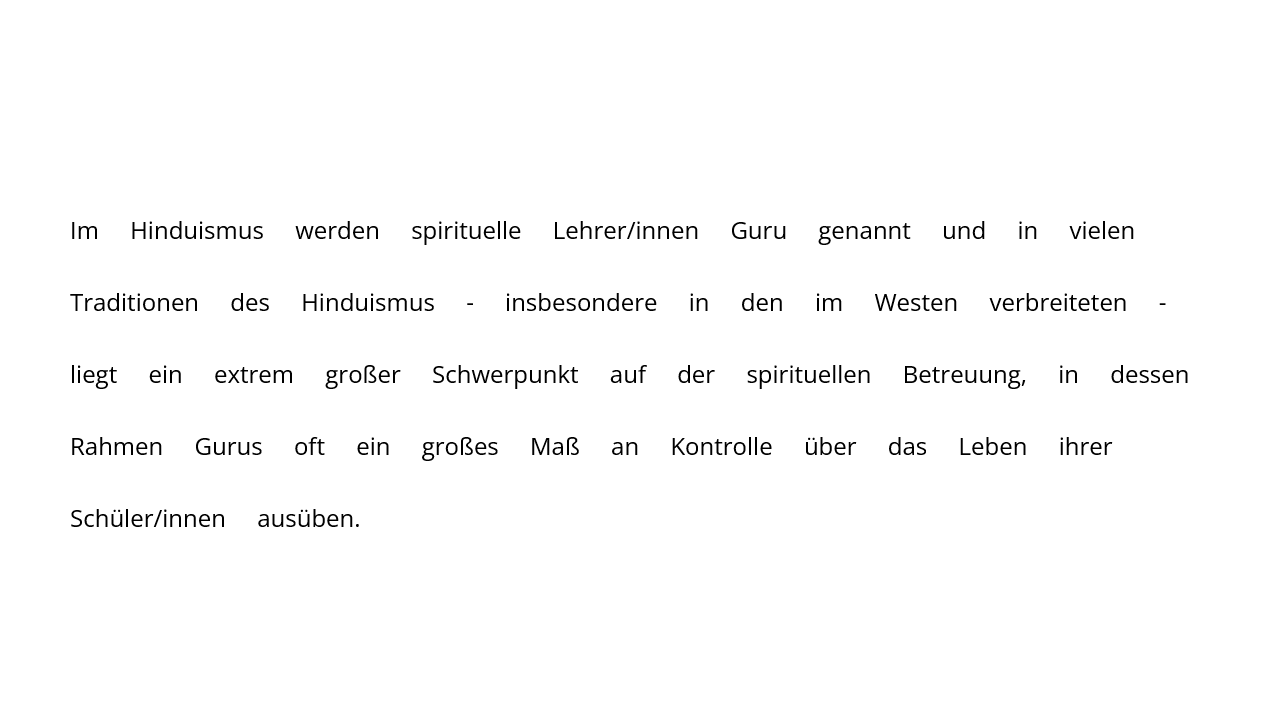 Im Hinduismus werden spirituelle Lehrer/innen Guru genannt und in vielen
Traditionen des Hinduismus - insbesondere in den im Westen verbreiteten -
liegt ein extrem großer Schwerpunkt auf der spirituellen Betreuung, in dessen
Rahmen Gurus oft ein großes Maß an Kontrolle über das Leben ihrer
Schüler/innen ausüben.